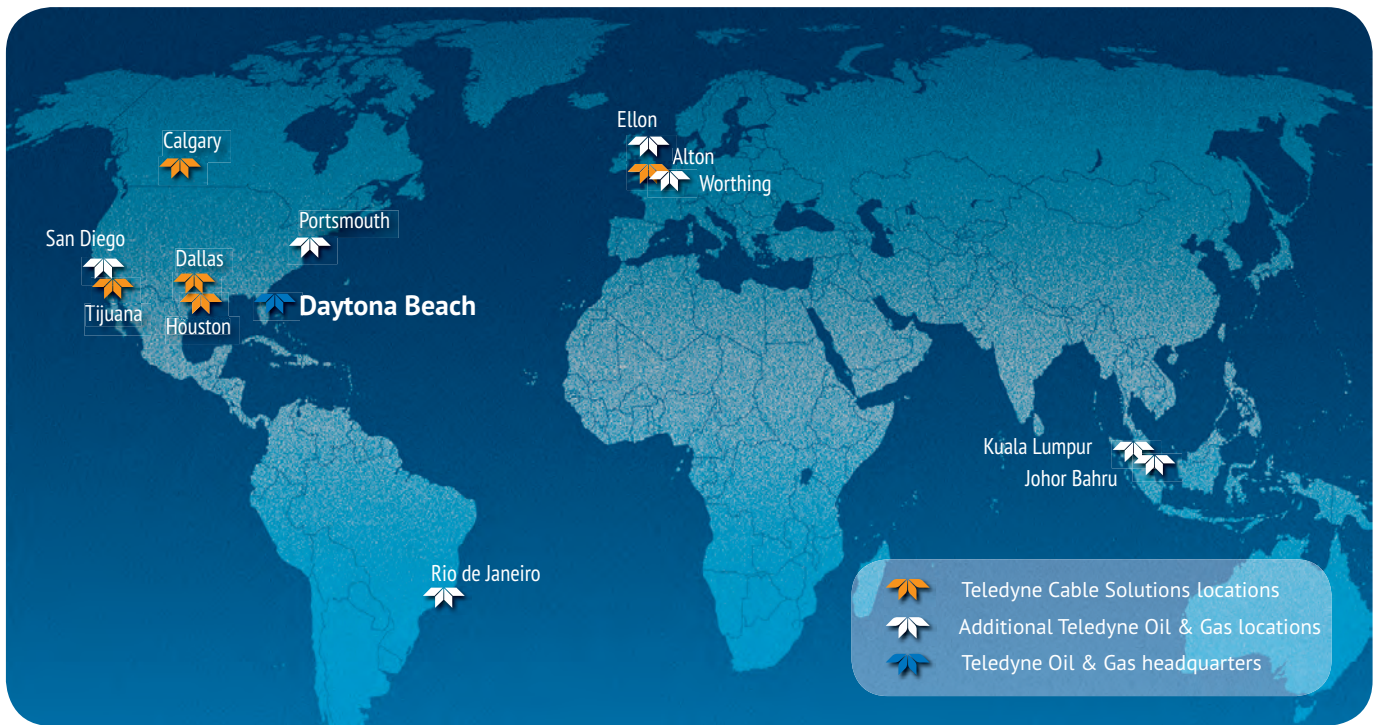 Ellon
Calgary
Alton
Worthing
Portsmouth
San Diego
Dallas
Daytona Beach
Tijuana
Houston
Kuala Lumpur
Johor Bahru
Rio de Janeiro
Teledyne Cable Solutions locations
Additional Teledyne Oil & Gas locations
Teledyne Oil & Gas headquarters